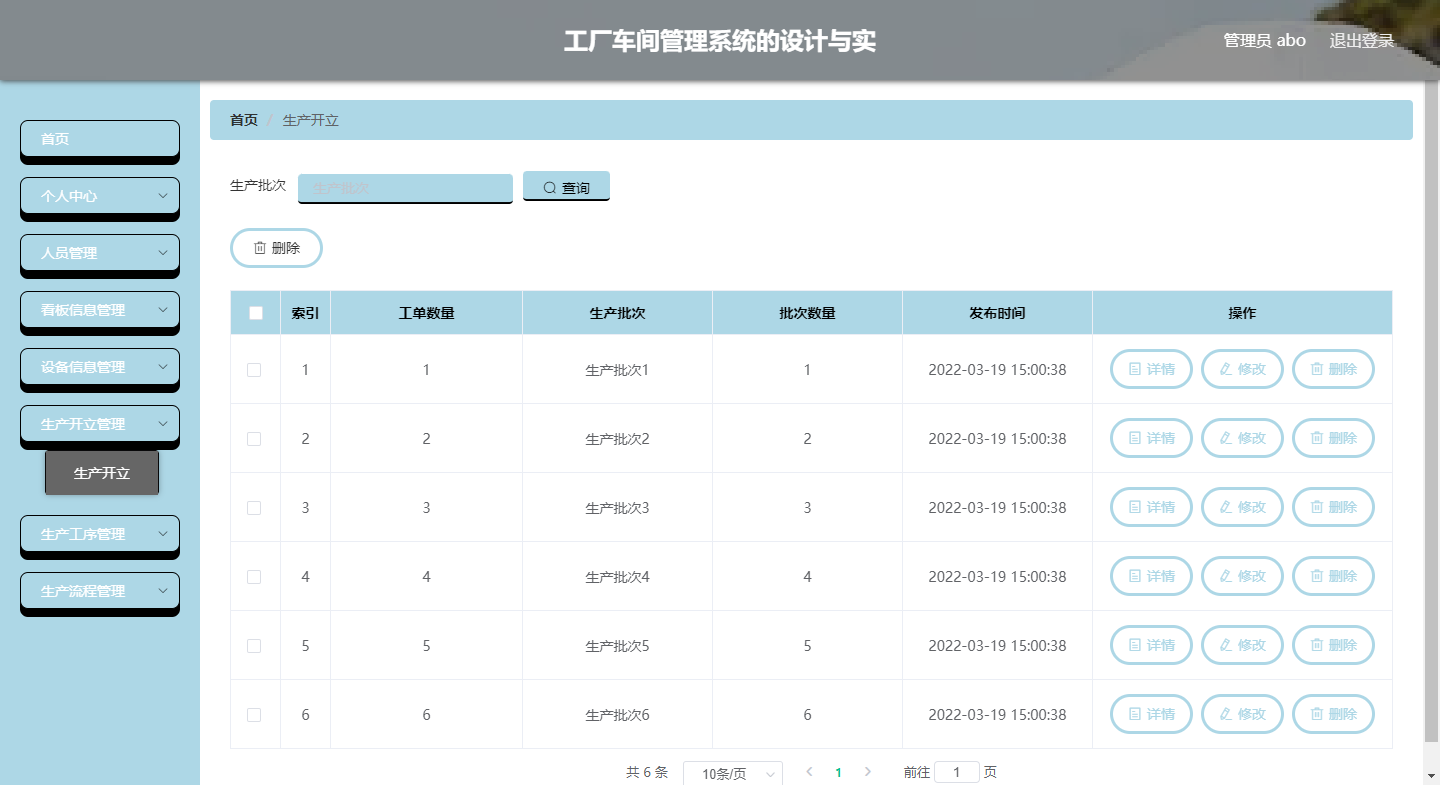 工厂车间管理系统的设计与实
管理员 abo 退出登录
首页
个人中心
人员管理
看板信息管理
设备信息管理
生产开立管理
生产开立
生产工序管理
生产流程管理
首页 / 生产开立
生产批次 生产批次 查询
删除
索引 工单数量 生产批次 批次数量 发布时间 操作
1 1 生产批次1 1 2022-03-19 15:00:38 详情 修改 删除
2 2 生产批次2 2 2022-03-19 15:00:38 详情 修改 删除
3 3 生产批次3 3 2022-03-19 15:00:38 详情 修改 删除
4 4 生产批次4 4 2022-03-19 15:00:38 详情 修改 删除
5 5 生产批次5 5 2022-03-19 15:00:38 详情 修改 删除
6 6 生产批次6 6 2022-03-19 15:00:38 详情 修改 删除
共 6 条 10条/页 1 前往 1 页